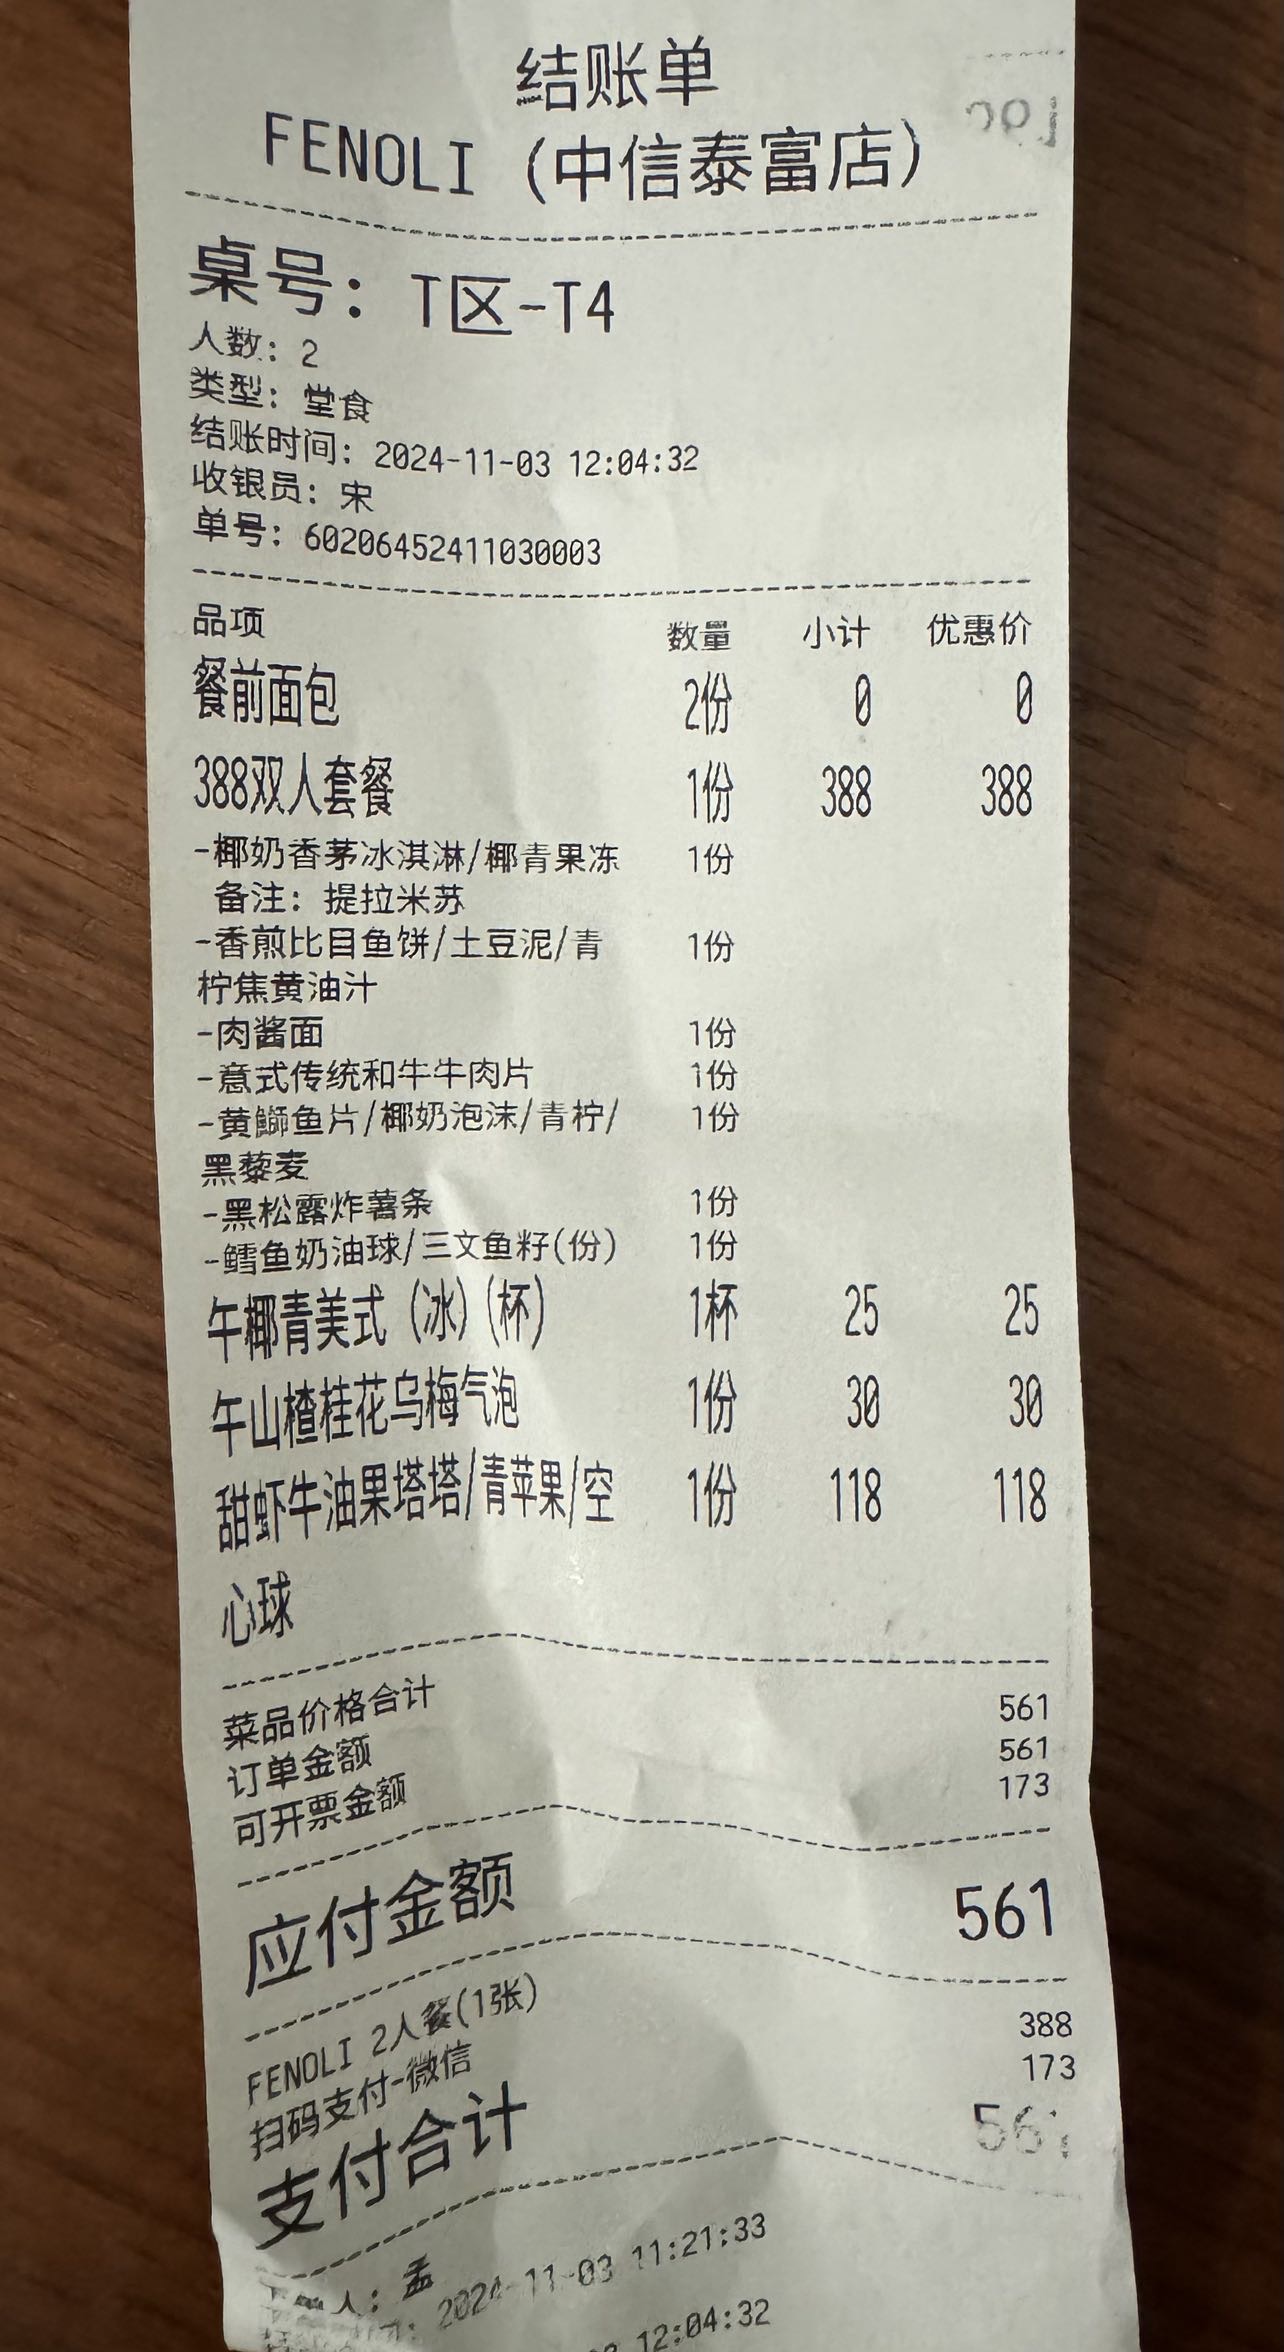 结账单
FENOLI (中信泰富店)
桌号: T区-T4
人数: 2
类型: 堂食
结账时间: 2024-11-03 12:04:32
收银员: 宋
单号: 60206452411030003
品项 数量 小计 优惠价
餐前面包 2份 0 0
388双人套餐 1份 388 388
-椰奶香茅冰淇淋/椰青果冻 1份
备注: 提拉米苏
-香煎比目鱼饼/土豆泥/青 1份
柠焦黄油汁
-肉酱面 1份
-意式传统和牛牛肉片 1份
-黄鰤鱼片/椰奶泡沫/青柠/ 1份
黑藜麦
-黑松露炸薯条 1份
-鳕鱼奶油球/三文鱼籽(份) 1份
午椰青美式 (冰) (杯) 1杯 25 25
午山楂桂花乌梅气泡 1份 30 30
甜虾牛油果塔塔/青苹果/空 1份 118 118
心球
菜品价格合计 561
订单金额 561
可开票金额 173
应付金额 561
FENOLI 2人餐(1张) 388
扫码支付-微信 173
支付合计 561
人: 孟
2024-11-03 11:21:33
12:04:32